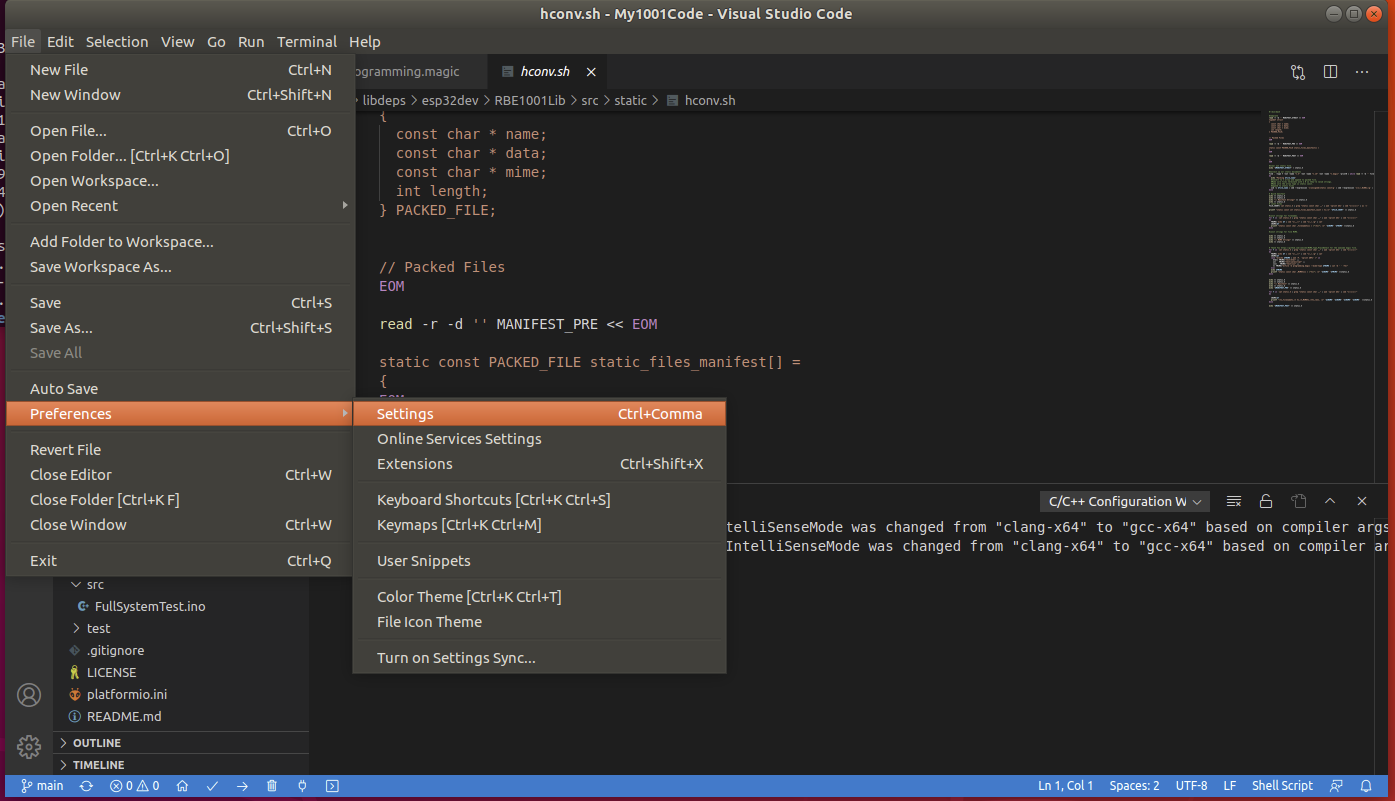 hconv.sh - My1001Code - Visual Studio Code
File Edit Selection View Go Run Terminal Help
New File Ctrl+N
New Window Ctrl+Shift+N
Open File... Ctrl+O
Open Folder... [Ctrl+K Ctrl+O]
Open Workspace...
Open Recent
Add Folder to Workspace...
Save Workspace As...
Save Ctrl+S
Save As... Ctrl+Shift+S
Save All
Auto Save
Preferences
Revert File
Close Editor Ctrl+W
Close Folder [Ctrl+K F]
Close Window Ctrl+W
Exit Ctrl+Q
ogramming.magic
hconv.sh
libdeps > esp32dev > RBE1001Lib > src > static > hconv.sh
{
const char * name;
const char * data;
const char * mime;
int length;
} PACKED_FILE;
// Packed Files
EOM
read -r -d '' MANIFEST_PRE << EOM
static const PACKED_FILE static_files_manifest[] =
{
Settings Ctrl+Comma
Online Services Settings
Extensions Ctrl+Shift+X
Keyboard Shortcuts [Ctrl+K Ctrl+S]
Keymaps [Ctrl+K Ctrl+M]
User Snippets
Color Theme [Ctrl+K Ctrl+T]
File Icon Theme
Turn on Settings Sync...
C/C++ Configuration W
telliSenseMode was changed from "clang-x64" to "gcc-x64" based on compiler args
IntelliSenseMode was changed from "clang-x64" to "gcc-x64" based on compiler ar
src
FullSystemTest.ino
test
.gitignore
LICENSE
platformio.ini
README.md
OUTLINE
TIMELINE
main 0 0 Ln 1, Col 1 Spaces: 2 UTF-8 LF Shell Script